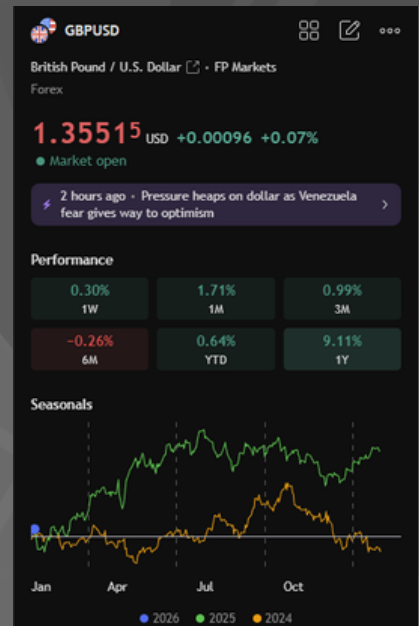 GBPUSD
British Pound / U.S. Dollar • FP Markets
Forex
1.35515 USD +0.00096 +0.07%
Market open
2 hours ago • Pressure heaps on dollar as Venezuela
fear gives way to optimism
Performance
0.30% 1.71% 0.99%
1W 1M 3M
−0.26% 0.64% 9.11%
6M YTD 1Y
Seasonals
Jan Apr Jul Oct
2026 2025 2024